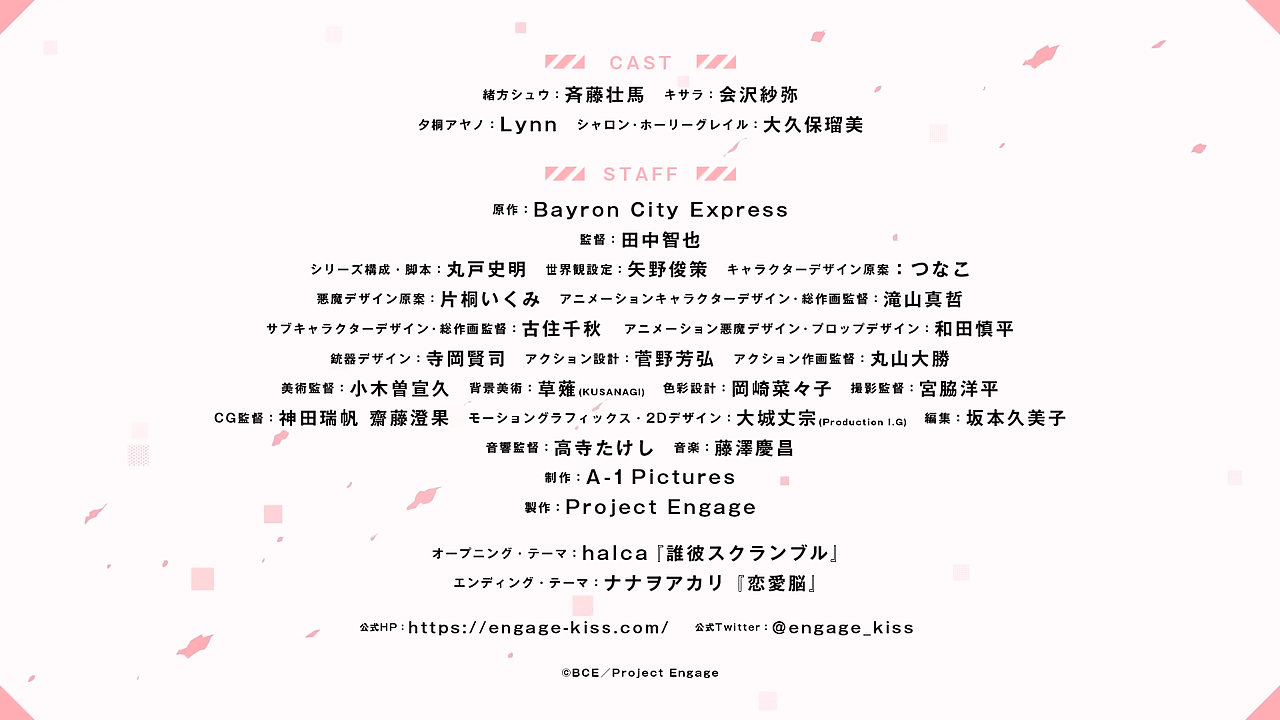 CAST
緒方シュウ：斉藤壮馬 キサラ：会沢紗弥
夕桐アヤノ：Lynn シャロン・ホーリーグレイル：大久保瑠美
STAFF
原作：Bayron City Express
監督：田中智也
シリーズ構成・脚本：丸戸史明 世界観設定：矢野俊策 キャラクターデザイン原案：つなこ
悪魔デザイン原案：片桐いくみ アニメーションキャラクターデザイン・総作画監督：滝山真哲
サブキャラクターデザイン・総作画監督：古住千秋 アニメーション悪魔デザイン・プロップデザイン：和田慎平
銃器デザイン：寺岡賢司 アクション設計：菅野芳弘 アクション作画監督：丸山大勝
美術監督：小木曽宣久 背景美術：草薙(KUSANAGI) 色彩設計：岡崎菜々子 撮影監督：宮脇洋平
CG監督：神田瑞帆 齋藤澄果 モーショングラフィックス・2Dデザイン：大城丈宗(Production I.G) 編集：坂本久美子
音響監督：高寺たけし 音楽：藤澤慶昌
制作：A-1 Pictures
製作：Project Engage
オープニング・テーマ：halca『誰彼スクランブル』
エンディング・テーマ：ナナヲアカリ『恋愛脳』
公式HP：https://engage-kiss.com/ 公式Twitter：@engage_kiss
©BCE／Project Engage